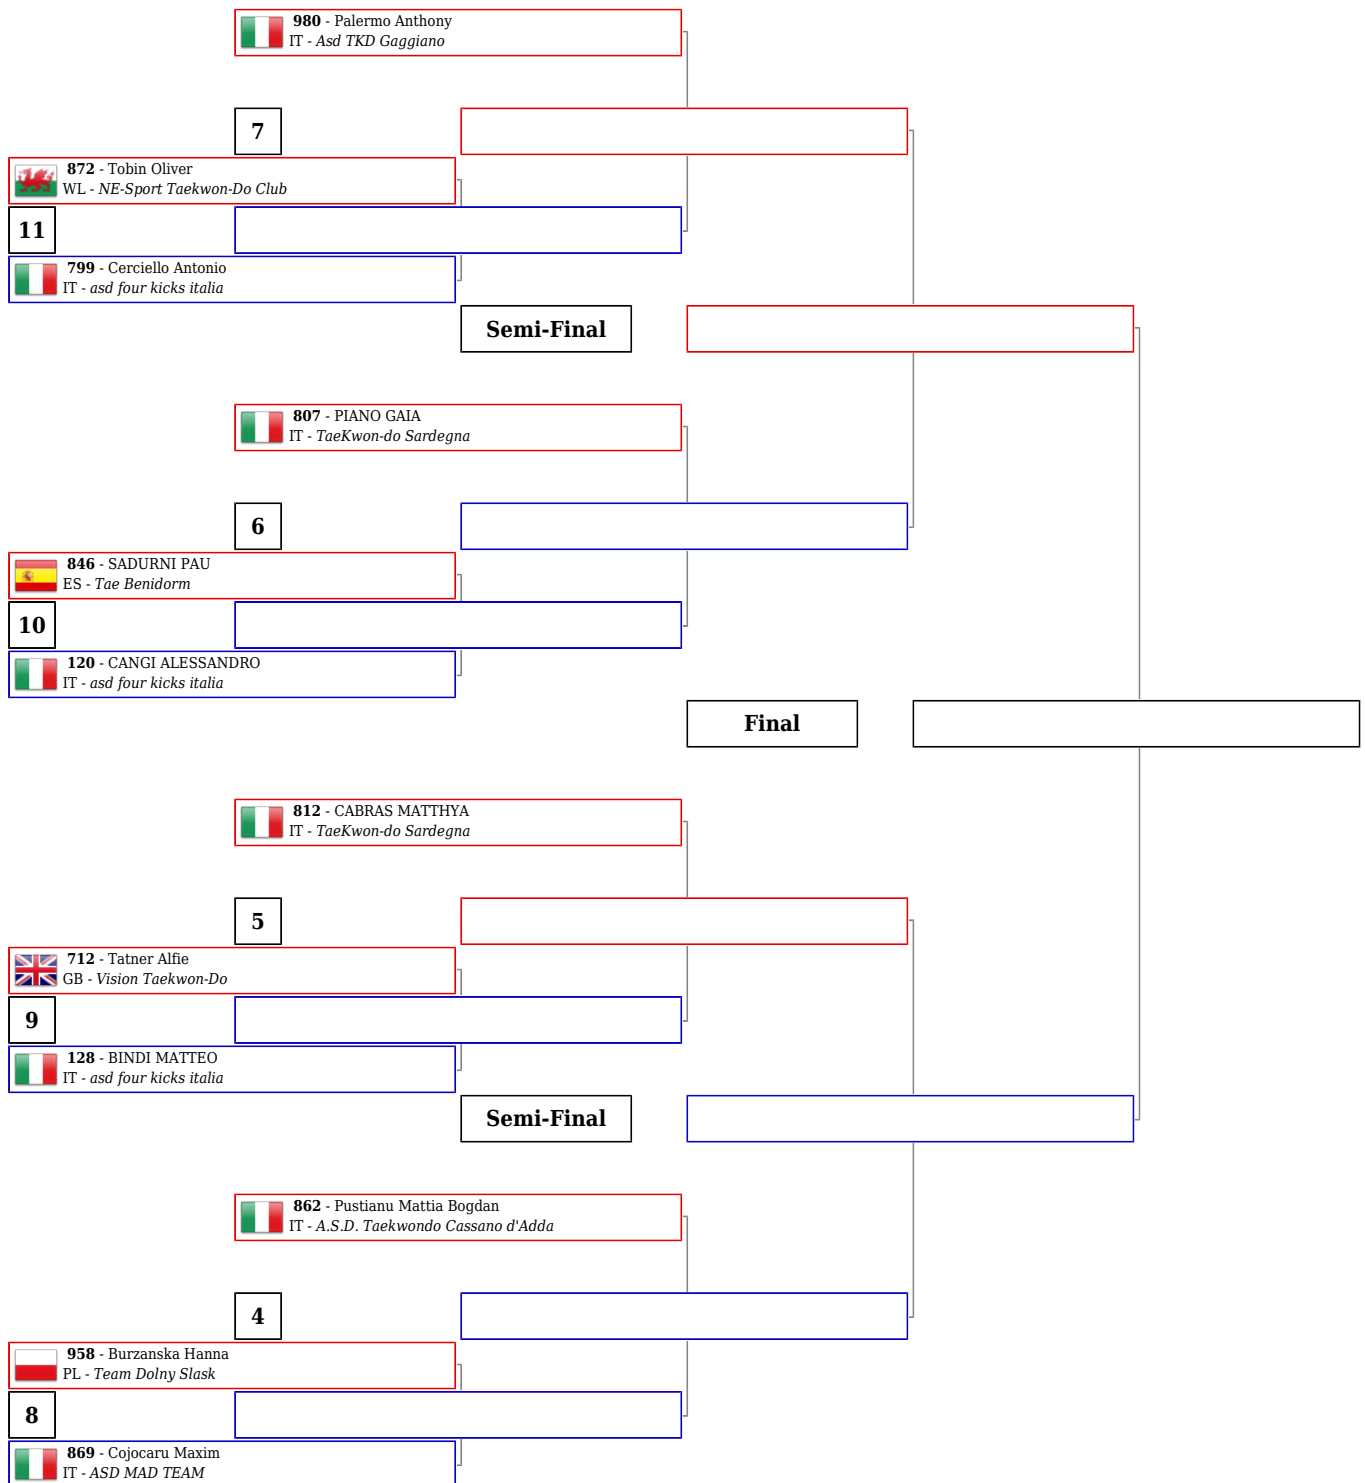 980 - Palermo Anthony
IT - Asd TKD Gaggiano
7
872 - Tobin Oliver
WL - NE-Sport Taekwon-Do Club
11
799 - Cerciello Antonio
IT - asd four kicks italia
Semi-Final
807 - PIANO GAIA
IT - TaeKwon-do Sardegna
6
846 - SADURNI PAU
ES - Tae Benidorm
10
120 - CANGI ALESSANDRO
IT - asd four kicks italia
Final
812 - CABRAS MATTHYA
IT - TaeKwon-do Sardegna
5
712 - Tatner Alfie
GB - Vision Taekwon-Do
9
128 - BINDI MATTEO
IT - asd four kicks italia
Semi-Final
862 - Pustianu Mattia Bogdan
IT - A.S.D. Taekwondo Cassano d'Adda
4
958 - Burzanska Hanna
PL - Team Dolny Slask
8
869 - Cojocaru Maxim
IT - ASD MAD TEAM